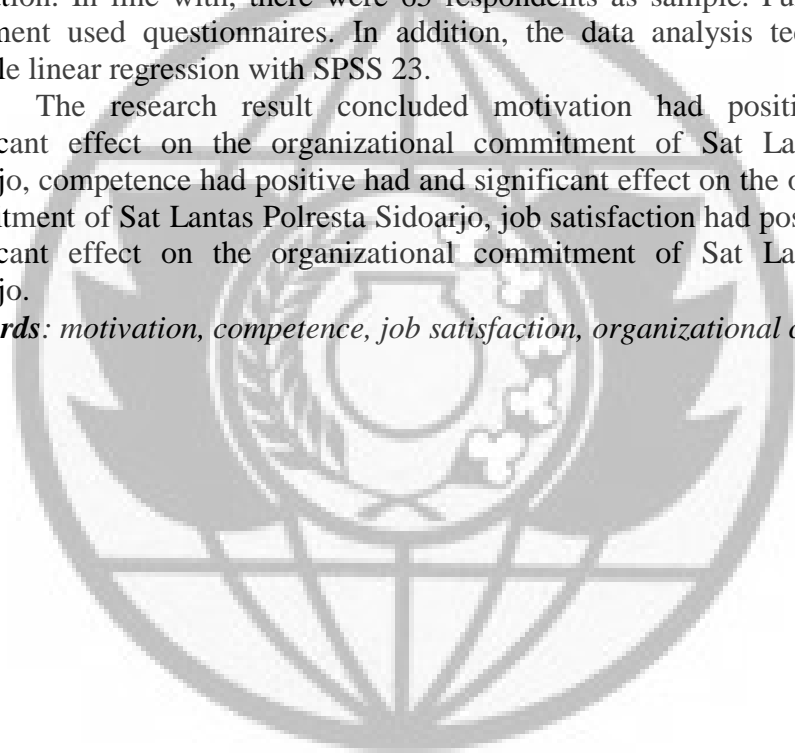 ation. In line with, there were 65 respondents as sample. Fu
ment used questionnaires. In addition, the data analysis te
le linear regression with SPSS 23.
The research result concluded motivation had positi
cant effect on the organizational commitment of Sat La
jo, competence had positive had and significant effect on the o
itment of Sat Lantas Polresta Sidoarjo, job satisfaction had pos
cant effect on the organizational commitment of Sat La
jo.
rds: motivation, competence, job satisfaction, organizational c